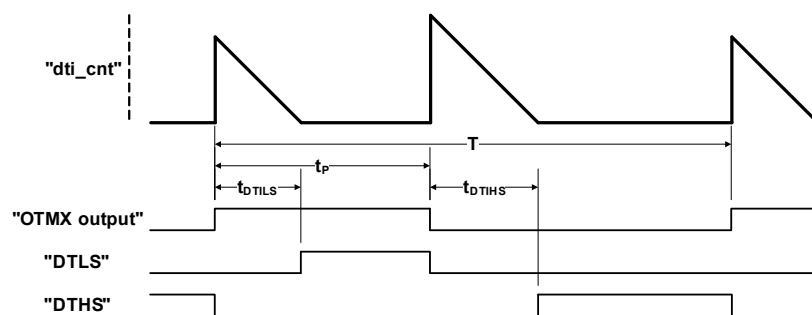 "dti_cnt"
T
tP
tDTILS
tDTIHS
"OTMX output"
"DTLS"
"DTHS"